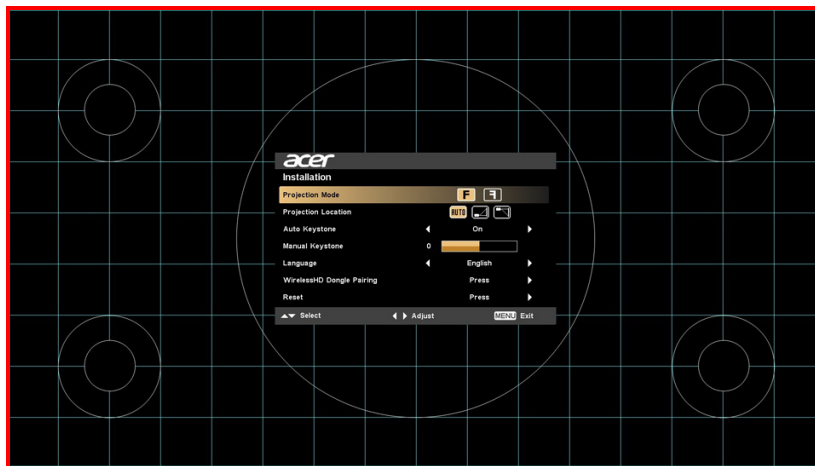 acer
Installation
Projection Mode F F
Projection Location AUTO
Auto Keystone On
Manual Keystone 0
Language English
WirelessHD Dongle Pairing Press
Reset Press
Select Adjust MENU Exit